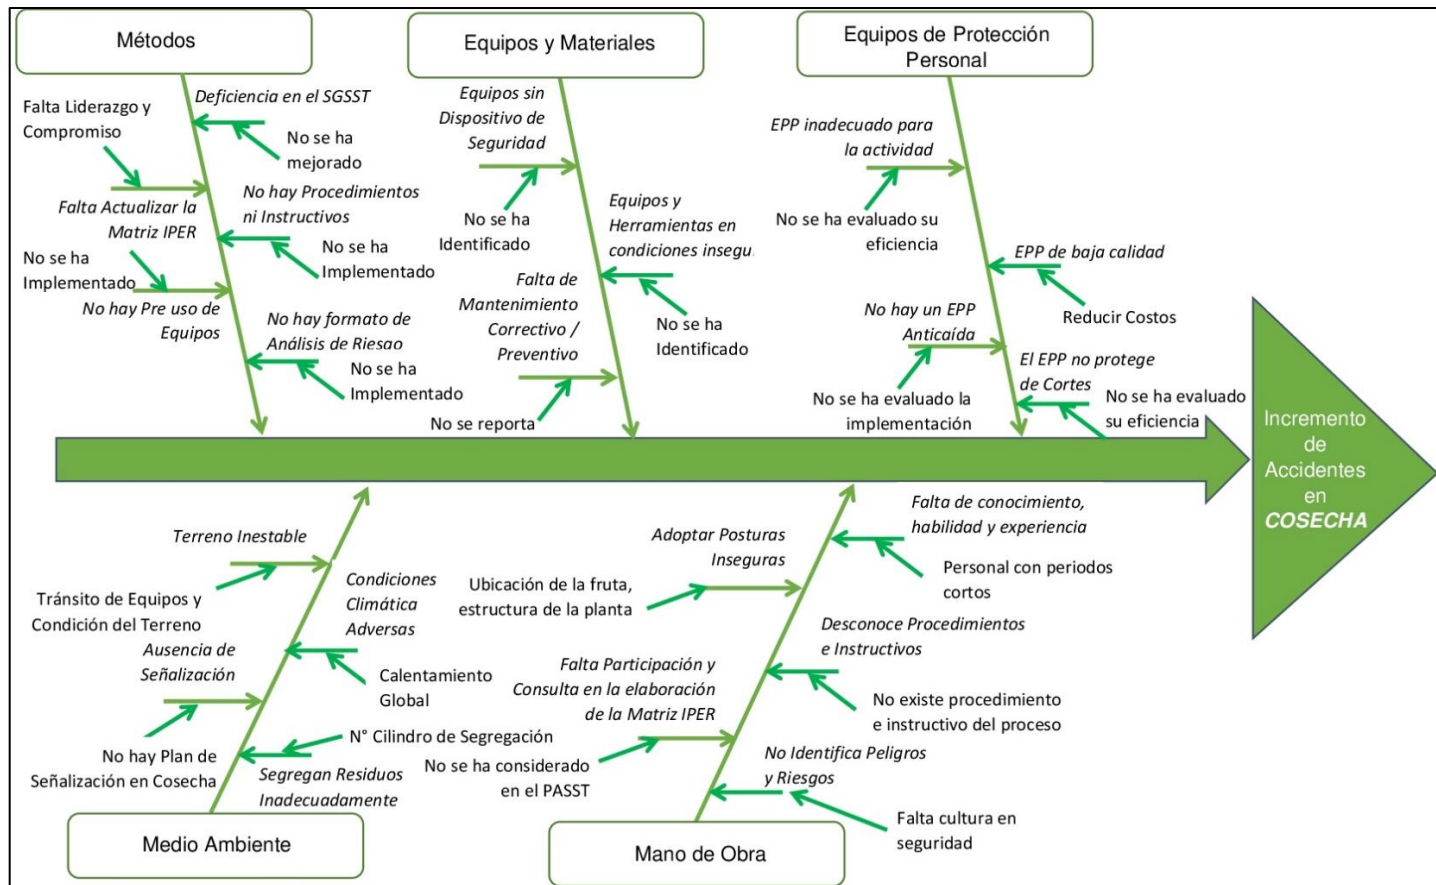 Métodos
Falta Liderazgo y
Compromiso
Deficiencia en el SGSST
No se ha
mejorado
Falta Actualizar la
Matriz IPER
No hay Procedimientos
ni Instructivos
No se ha
Implementado
No se ha
Implementado
No hay Pre uso de
Equipos
No hay formato de
Análisis de Riesgo
No se ha
Implementado
Equipos y Materiales
Equipos sin
Dispositivo de
Seguridad
No se ha
Identificado
Equipos y
Herramientas en
condiciones
Falta de
Mantenimiento
Correctivo /
Preventivo
No se ha
Identificado
No se reporta
Equipos de Protección
Personal
EPP inadecuado para
la actividad
No se ha evaluado su
eficiencia
EPP de baja calidad
Reducir Costos
No hay un EPP
Anticaída
No se ha evaluado la
implementación
El EPP no protege
de Cortes
No se ha evaluado
su eficiencia
Incremento
de
Accidentes
en
COSECHA
Terreno Inestable
Tránsito de Equipos y
Condición del Terreno
Condiciones
Climática
Adversas
Calentamiento
Global
Ausencia de
Señalización
No hay Plan de
Señalización en Cosecha
N° Cilindro de Segregación
Segregan Residuos
Inadecuadamente
Medio Ambiente
Adoptar Posturas
Inseguras
Ubicación de la fruta,
estructura de la planta
Falta de conocimiento,
habilidad y experiencia
Personal con periodos
cortos
Desconoce Procedimientos
e Instructivos
No existe procedimiento
e instructivo del proceso
Falta Participación y
Consulta en la elaboración
de la Matriz IPER
No se ha considerado
en el PASST
No Identifica Peligros
y Riesgos
Falta cultura en
seguridad
Mano de Obra